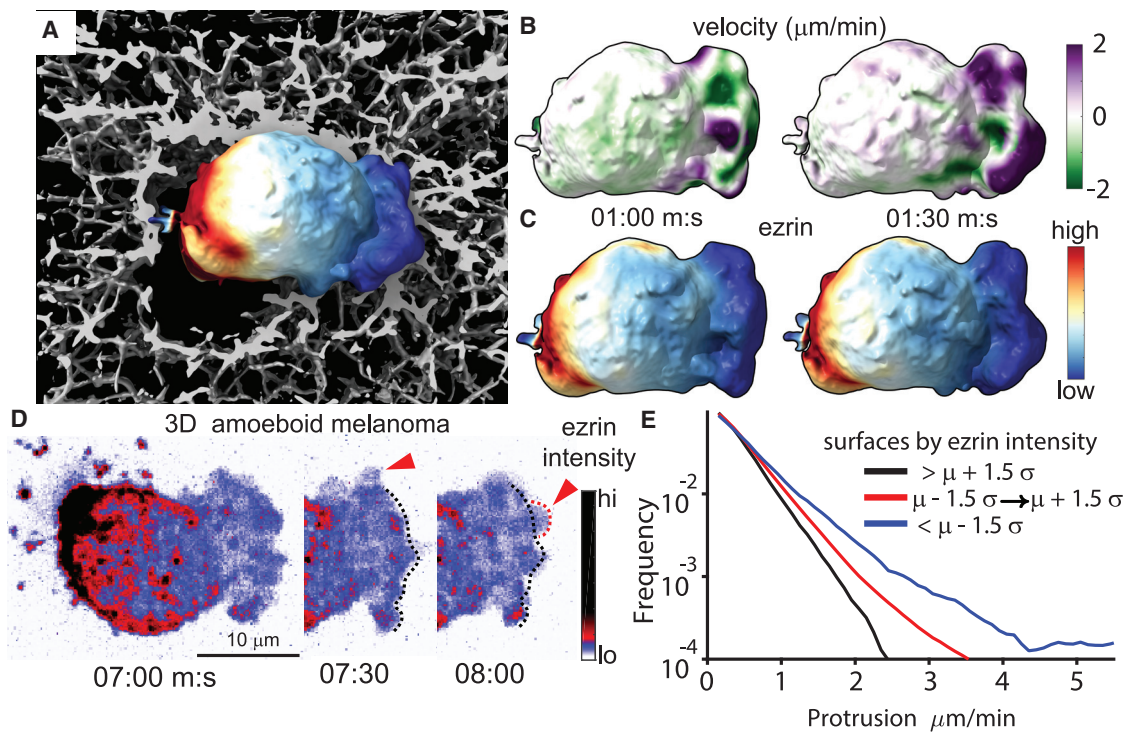 A
B
velocity (μm/min)
2
0
-2
C
01:00 m:s
ezrin
01:30 m:s
high
low
D
3D amoeboid melanoma
ezrin
intensity
hi
lo
10 μm
07:00 m:s
07:30
08:00
E
surfaces by ezrin intensity
> μ + 1.5 σ
μ - 1.5 σ → μ + 1.5 σ
< μ - 1.5 σ
Frequency
10⁻²
10⁻³
10⁻⁴
0 1 2 3 4 5
Protrusion μm/min